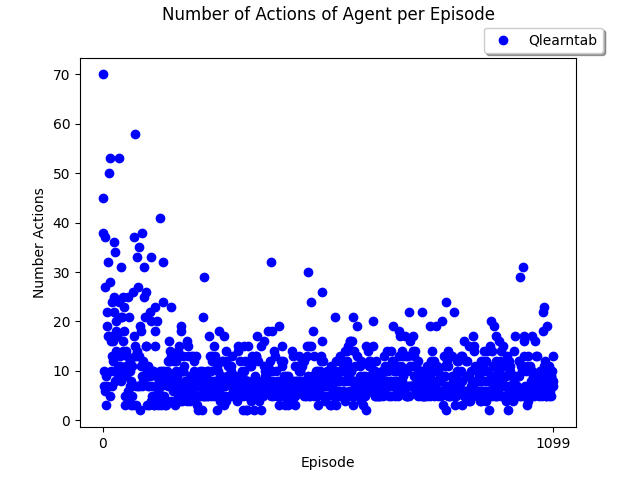 Number of Actions of Agent per Episode
Qlearntab
70
60
50
40
30
20
10
0
Number Actions
0 1099
Episode